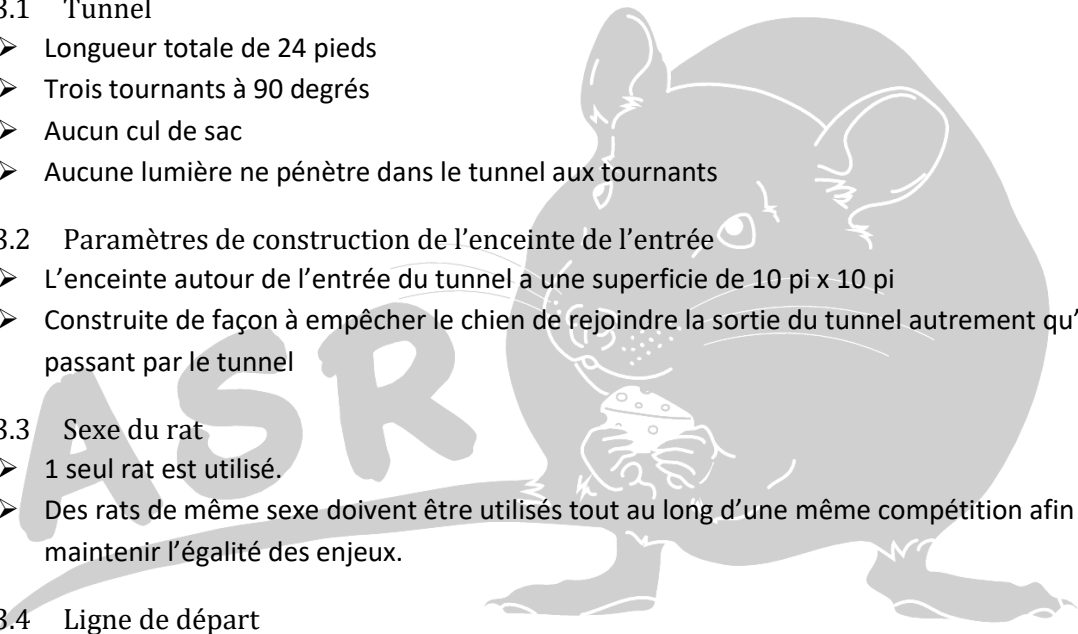 3.1 Tunnel
➢ Longueur totale de 24 pieds
➢ Trois tournants à 90 degrés
➢ Aucun cul de sac
➢ Aucune lumière ne pénètre dans le tunnel aux tournants
3.2 Paramètres de construction de l’enceinte de l’entrée
➢ L’enceinte autour de l’entrée du tunnel a une superficie de 10 pi x 10 pi
➢ Construite de façon à empêcher le chien de rejoindre la sortie du tunnel autrement qu’
passant par le tunnel
3.3 Sexe du rat
➢ 1 seul rat est utilisé.
➢ Des rats de même sexe doivent être utilisés tout au long d’une même compétition afin
maintenir l’égalité des enjeux.
3.4 Ligne de départ
ASR